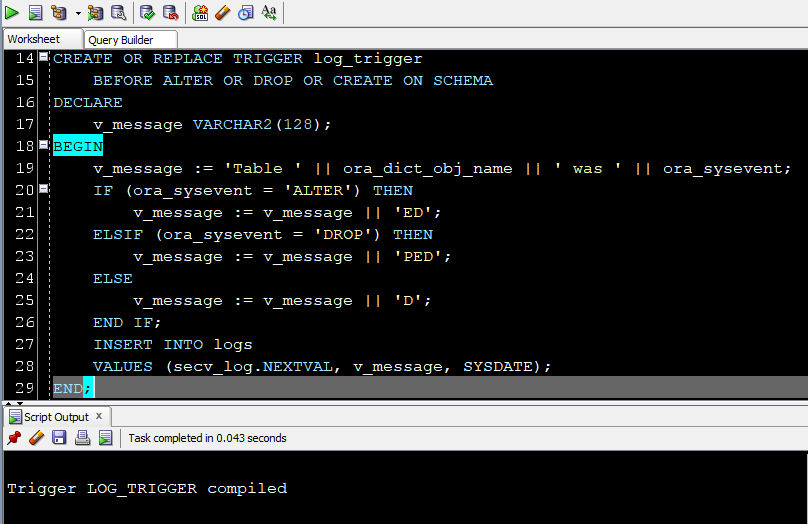 Worksheet
Query Builder
14 CREATE OR REPLACE TRIGGER log_trigger
15 BEFORE ALTER OR DROP OR CREATE ON SCHEMA
16 DECLARE
17 v_message VARCHAR2(128);
18 BEGIN
19 v_message := 'Table ' || ora_dict_obj_name || ' was ' || ora_sysevent;
20 IF (ora_sysevent = 'ALTER') THEN
21 v_message := v_message || 'ED';
22 ELSIF (ora_sysevent = 'DROP') THEN
23 v_message := v_message || 'PED';
24 ELSE
25 v_message := v_message || 'D';
26 END IF;
27 INSERT INTO logs
28 VALUES (secv_log.NEXTVAL, v_message, SYSDATE);
29 END;
Script Output x
Task completed in 0.043 seconds
Trigger LOG_TRIGGER compiled